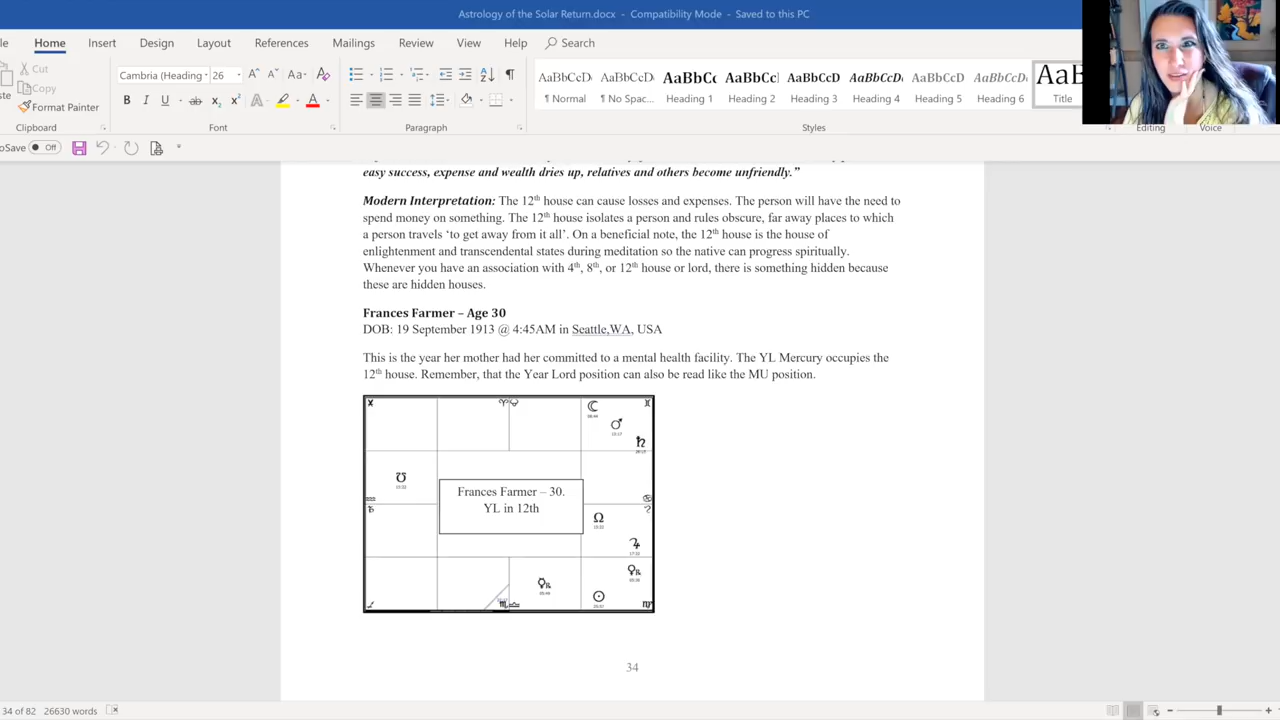 Astrology of the Solar Return.docx - Compatibility Mode - Saved to this PC
Home Insert Design Layout References Mailings Review View Help Search
Cut
Copy
Format Painter
Clipboard
Cambria (Heading 26
Font
Paragraph
AaBbCcDc AaBbCcDc AaBbCc AaBbCcD AaBbCcD AaBbCcD AaBbCcD AaBbCcD
¶ Normal ¶ No Spac... Heading 1 Heading 2 Heading 3 Heading 4 Heading 5 Heading 6 Title
Styles Editing Voice
Off
easy success, expense and wealth dries up, relatives and others become unfriendly.”
Modern Interpretation: The 12th house can cause losses and expenses. The person will have the need to
spend money on something. The 12th house isolates a person and rules obscure, far away places to which
a person travels ‘to get away from it all’. On a beneficial note, the 12th house is the house of
enlightenment and transcendental states during meditation so the native can progress spiritually.
Whenever you have an association with 4th, 8th, or 12th house or lord, there is something hidden because
these are hidden houses.
Frances Farmer – Age 30
DOB: 19 September 1913 @ 4:45AM in Seattle,WA, USA
This is the year her mother had her committed to a mental health facility. The YL Mercury occupies the
12th house. Remember, that the Year Lord position can also be read like the MU position.
Frances Farmer – 30.
YL in 12th
34
34 of 82 26630 words